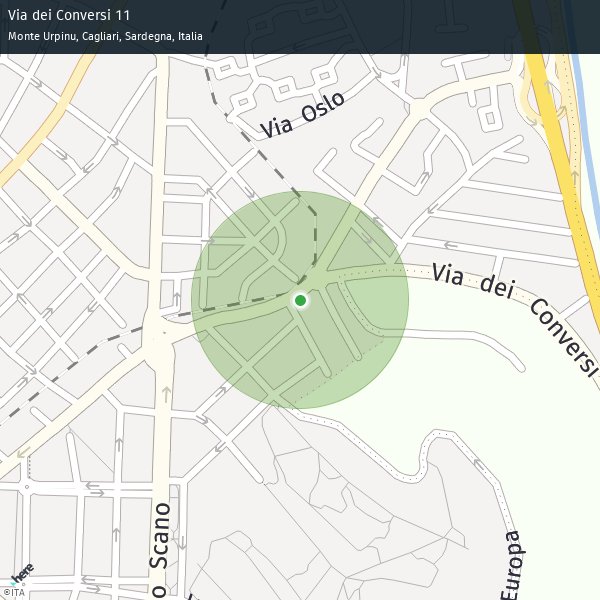 Via dei Conversi 11
Monte Urpinu, Cagliari, Sardegna, Italia
Via Oslo
Via dei Conversi
o Scano
Europa
here
©ITA